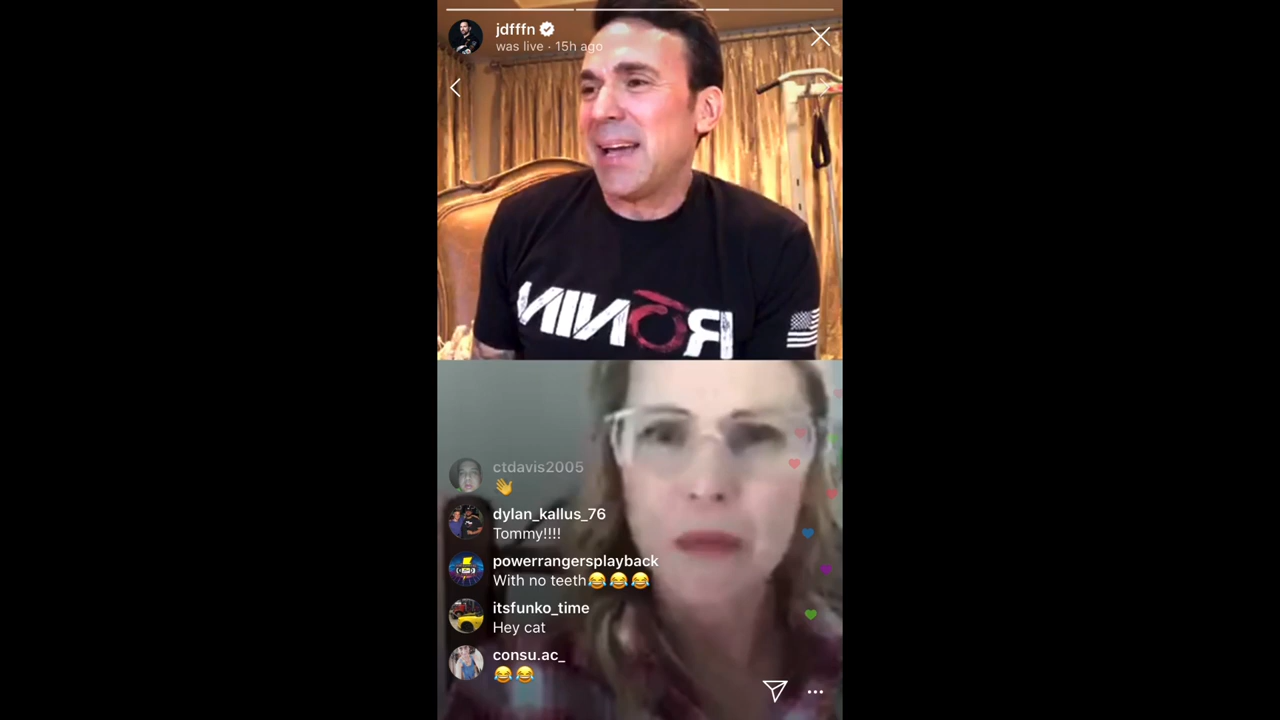 jdfffn
was live · 15h ago
RONIN
ctdavis2005
👋
dylan_kallus_76
Tommy!!!!
powerrangersplayback
With no teeth😂😂😂
itsfunko_time
Hey cat
consu.ac_
😂😂